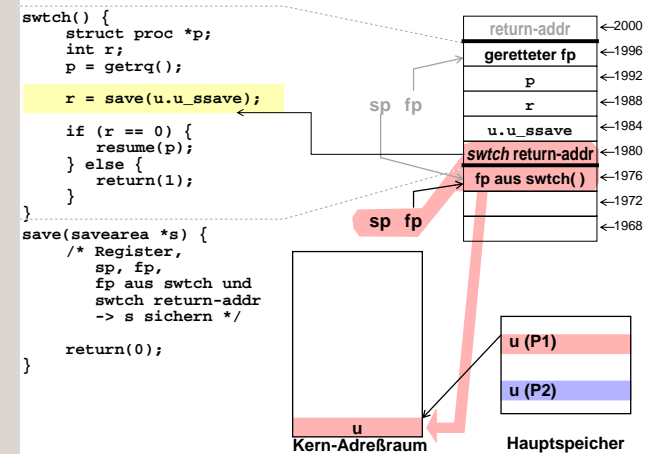 swtch() {
struct proc *p;
int r;
p = getrq();
r = save(u.u_ssave);
if (r == 0) {
resume(p);
} else {
return(1);
}
}
save(savearea *s) {
/* Register,
sp, fp,
fp aus swtch und
swtch return-addr
-> s sichern */
return(0);
}
return-addr
2000
geretteter fp
1996
p
1992
r
1988
u.u_ssave
1984
swtch return-addr
1980
fp aus swtch( )
1976
1972
1968
sp fp
sp fp
u
Kern-Adreßraum
u (P1)
u (P2)
Hauptspeicher